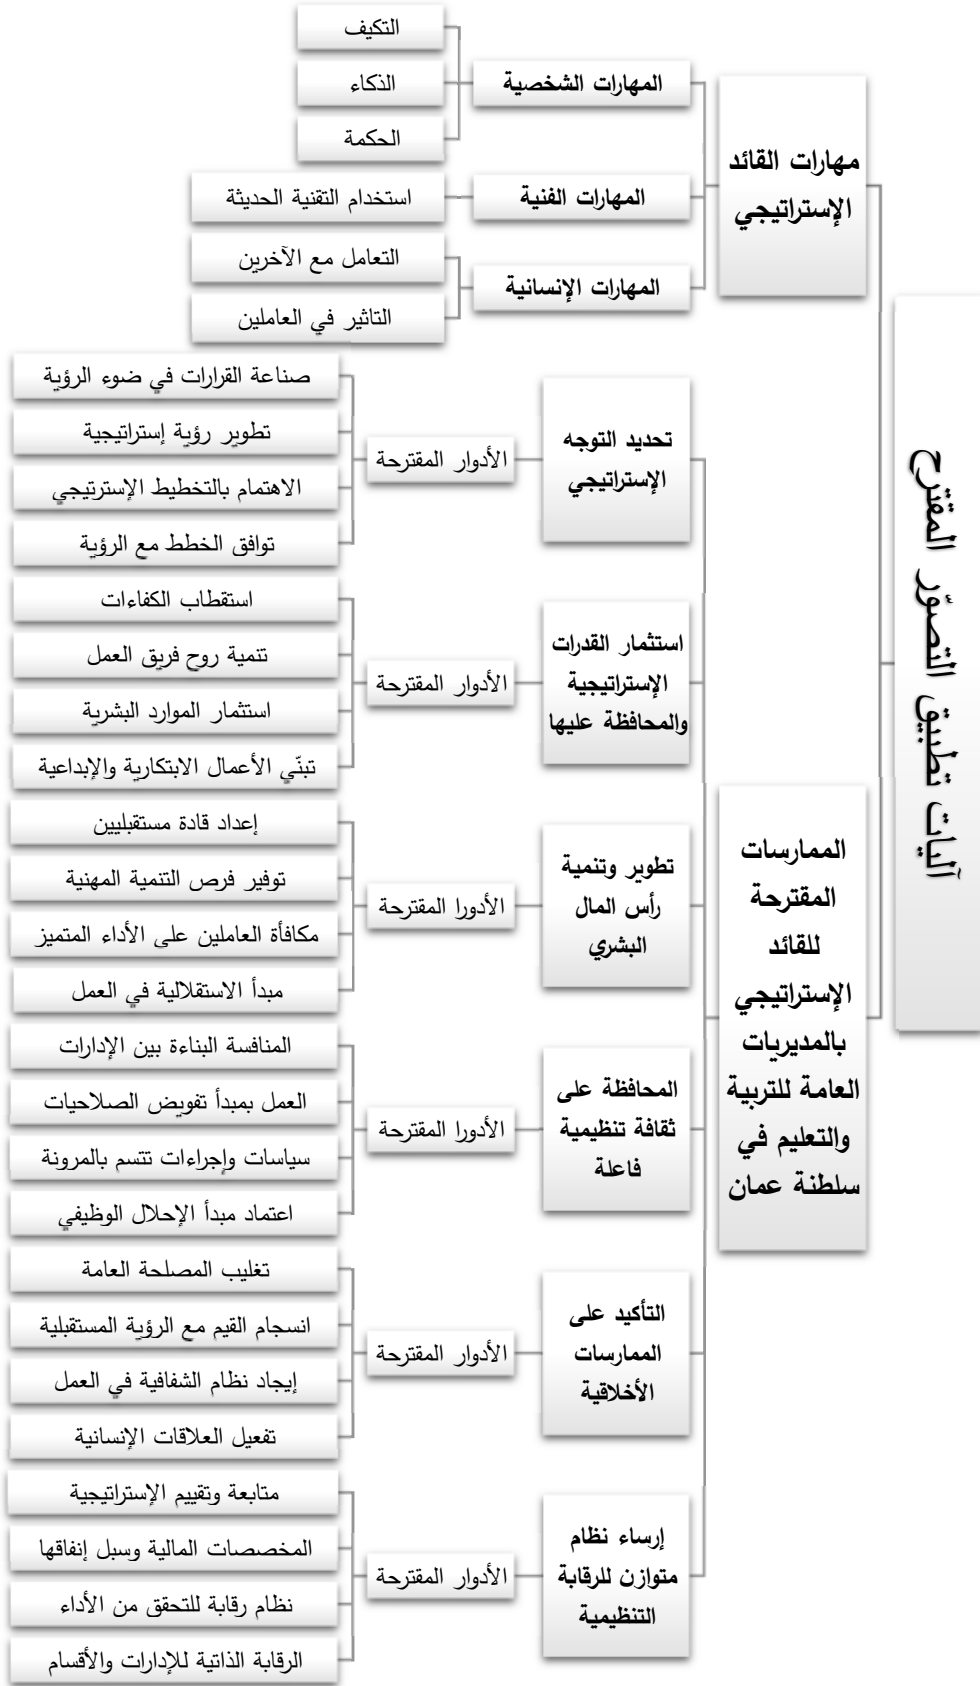 آليات تطبيق التصوّر المقترح
مهارات القائد
الإستراتيجي
المهارات الشخصية
التكيف
الذكاء
الحكمة
المهارات الفنية
استخدام التقنية الحديثة
المهارات الإنسانية
التعامل مع الآخرين
التاثير في العاملين
الممارسات
المقترحة
للقائد
الإستراتيجي
بالمديريات
العامة للتربية
والتعليم في
سلطنة عمان
تحديد التوجه
الإستراتيجي
الأدوار المقترحة
صناعة القرارات في ضوء الرؤية
تطوير رؤية إستراتيجية
الاهتمام بالتخطيط الإسترتيجي
توافق الخطط مع الرؤية
استثمار القدرات
الإستراتيجية
والمحافظة عليها
الأدوار المقترحة
استقطاب الكفاءات
تنمية روح فريق العمل
استثمار الموارد البشرية
تبنّي الأعمال الابتكارية والإبداعية
تطوير وتنمية
رأس المال
البشري
الأدورا المقترحة
إعداد قادة مستقبليين
توفير فرص التنمية المهنية
مكافأة العاملين على الأداء المتميز
مبدأ الاستقلالية في العمل
المحافظة على
ثقافة تنظيمية
فاعلة
الأدورا المقترحة
المنافسة البناءة بين الإدارات
العمل بمبدأ تفويض الصلاحيات
سياسات وإجراءات تتسم بالمرونة
اعتماد مبدأ الإحلال الوظيفي
التأكيد على
الممارسات
الأخلاقية
الأدوار المقترحة
تغليب المصلحة العامة
انسجام القيم مع الرؤية المستقبلية
إيجاد نظام الشفافية في العمل
تفعيل العلاقات الإنسانية
إرساء نظام
متوازن للرقابة
التنظيمية
الأدوار المقترحة
متابعة وتقييم الإستراتيجية
المخصصات المالية وسبل إنفاقها
نظام رقابة للتحقق من الأداء
الرقابة الذاتية للإدارات والأقسام